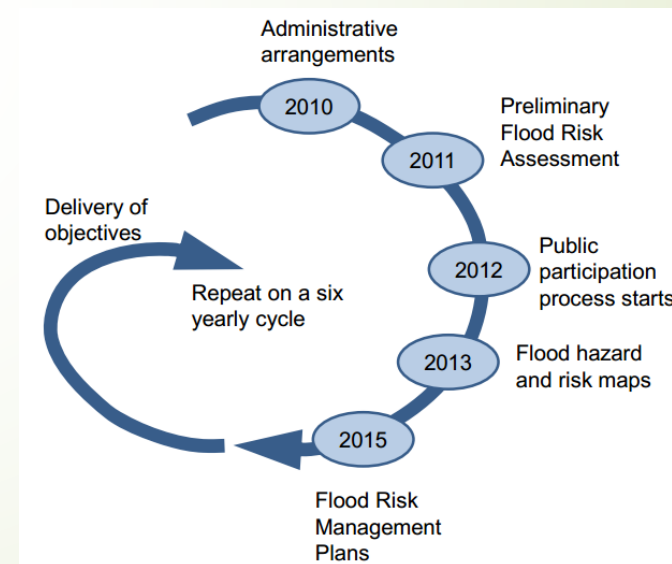 Administrative
arrangements
2010
Preliminary
Flood Risk
Assessment
2011
Public
participation
process starts
2012
Flood hazard
and risk maps
2013
2015
Flood Risk
Management
Plans
Delivery of
objectives
Repeat on a six
yearly cycle